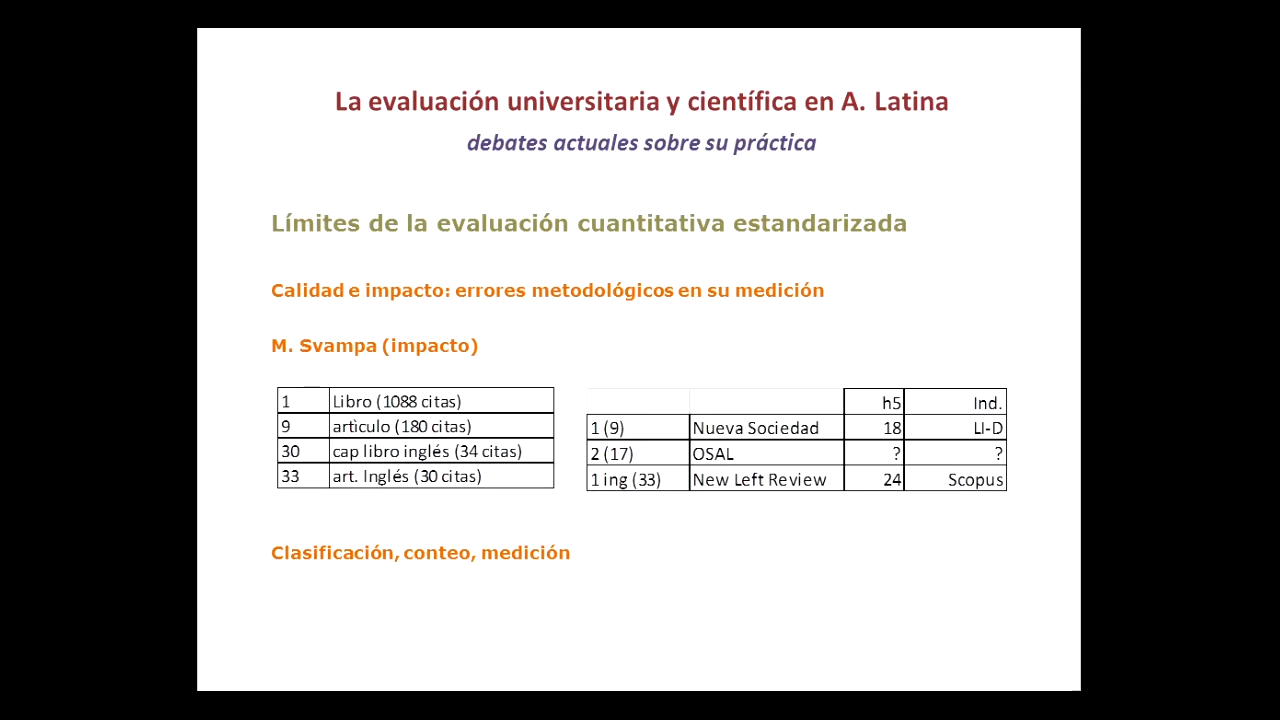 La evaluación universitaria y científica en A. Latina
debates actuales sobre su práctica
Límites de la evaluación cuantitativa estandarizada
Calidad e impacto: errores metodológicos en su medición
M. Svampa (impacto)
1 Libro (1088 citas)
9 artìculo (180 citas)
30 cap libro inglés (34 citas)
33 art. Inglés (30 citas)
h5 Ind.
1 (9) Nueva Sociedad 18 LI-D
2 (17) OSAL ? ?
1 ing (33) New Left Review 24 Scopus
Clasificación, conteo, medición